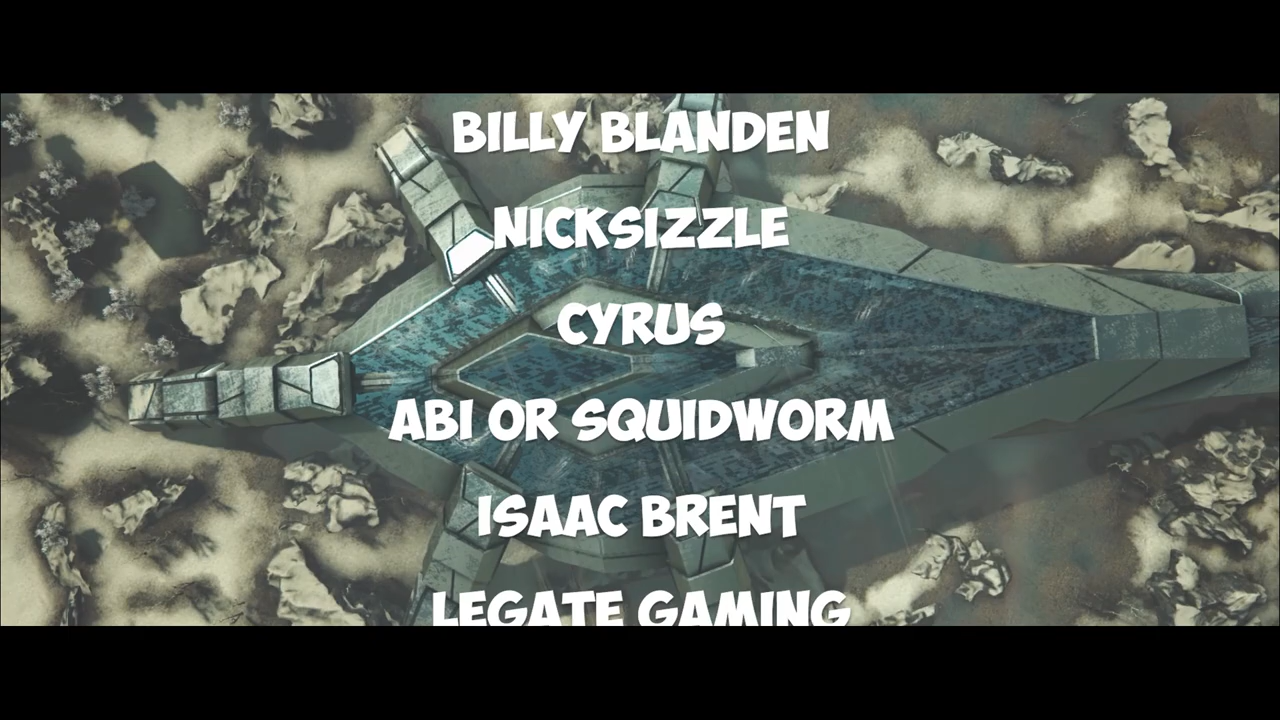 BILLY BLANDEN
NICKSIZZLE
CYRUS
ABI OR SQUIDWORM
ISAAC BRENT
LEGATE GAMING